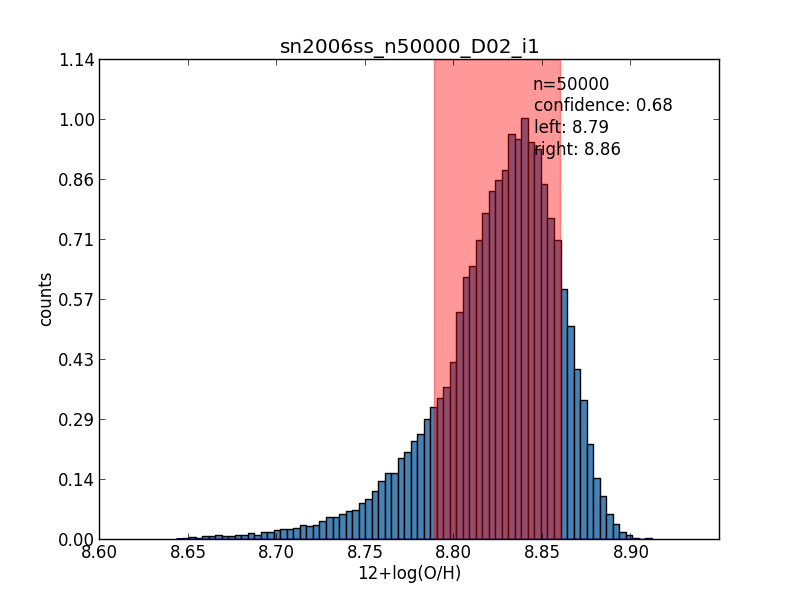 sn2006ss_n50000_D02_i1
n=50000
confidence: 0.68
left: 8.79
right: 8.86
1.14
1.00
0.86
0.71
0.57
0.43
0.29
0.14
0.00
counts
8.60 8.65 8.70 8.75 8.80 8.85 8.90
12+log(O/H)